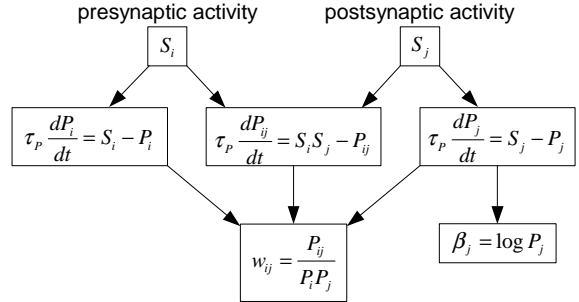 presynaptic activity postsynaptic activity
S_i S_j
τ_P dP_i/dt = S_i − P_i τ_P dP_ij/dt = S_i S_j − P_ij τ_P dP_j/dt = S_j − P_j
w_ij = P_ij/P_i P_j β_j = log P_j